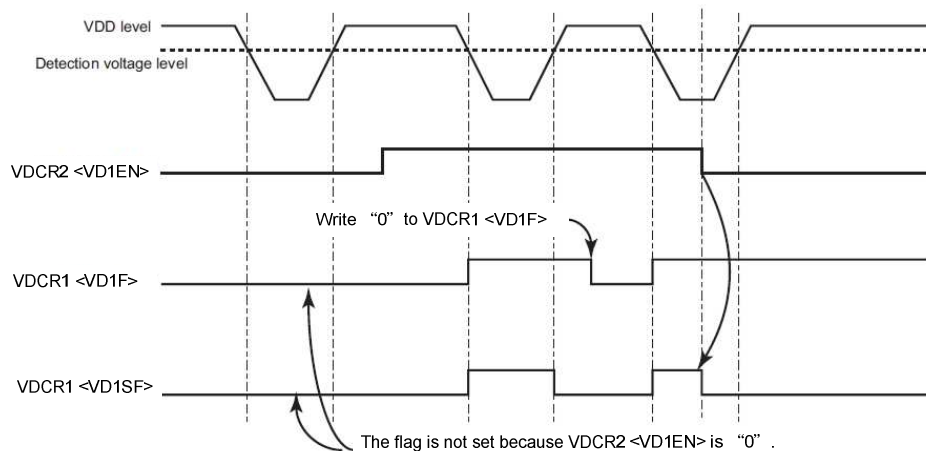 VDD level
Detection voltage level
VDCR2 <VD1EN>
Write “0” to VDCR1 <VD1F>
VDCR1 <VD1F>
VDCR1 <VD1SF>
The flag is not set because VDCR2 <VD1EN> is “0” .